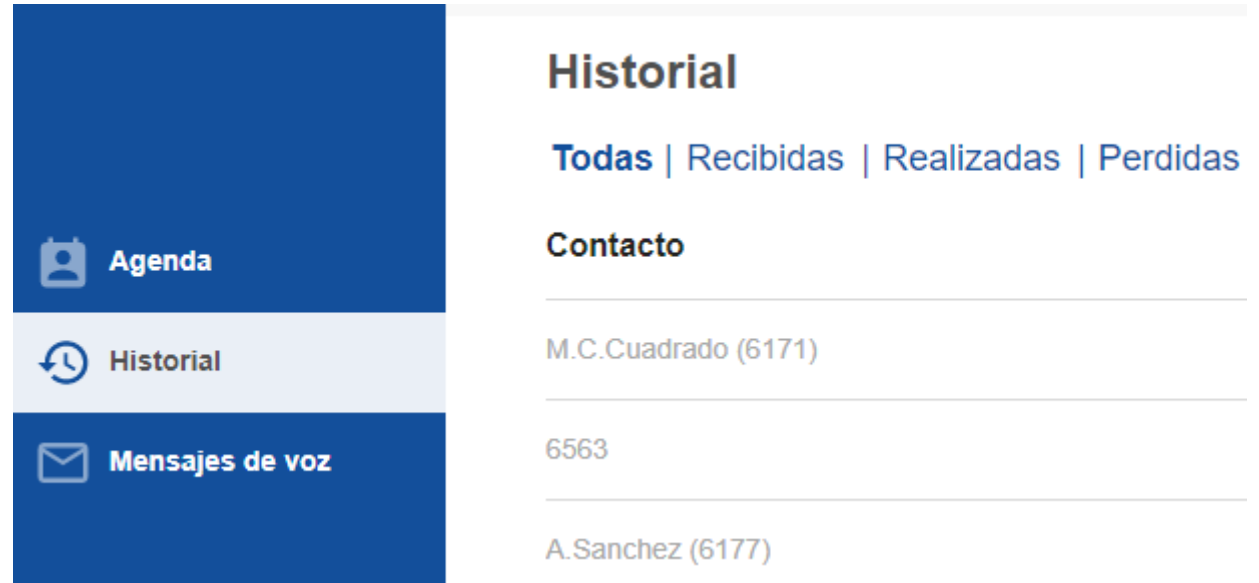 Agenda
Historial
Mensajes de voz
Historial
Todas | Recibidas | Realizadas | Perdidas
Contacto
M.C.Cuadrado (6171)
6563
A.Sanchez (6177)